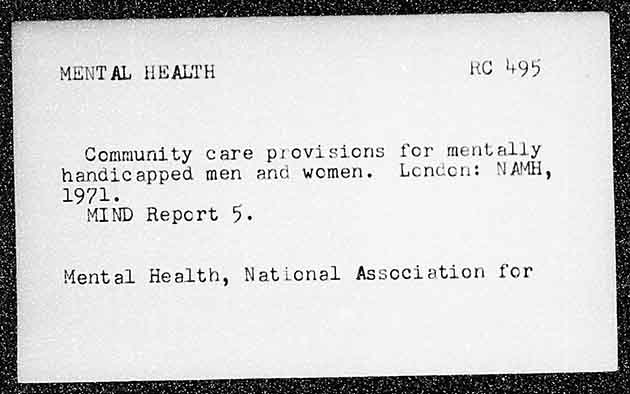 MENTAL HEALTH RC 495
Community care provisions for mentally
handicapped men and women. London: NAMH,
1971.
MIND Report 5.
Mental Health, National Association for